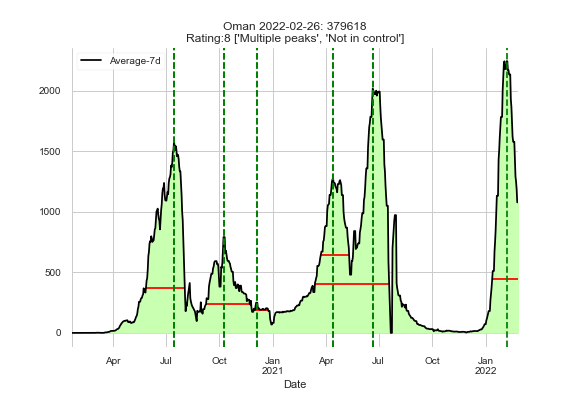 Oman 2022-02-26: 379618
Rating:8 ['Multiple peaks', 'Not in control']
Average-7d
2000
1500
1000
500
0
Apr Jul Oct Jan Apr Jul Oct Jan
2021 2022
Date